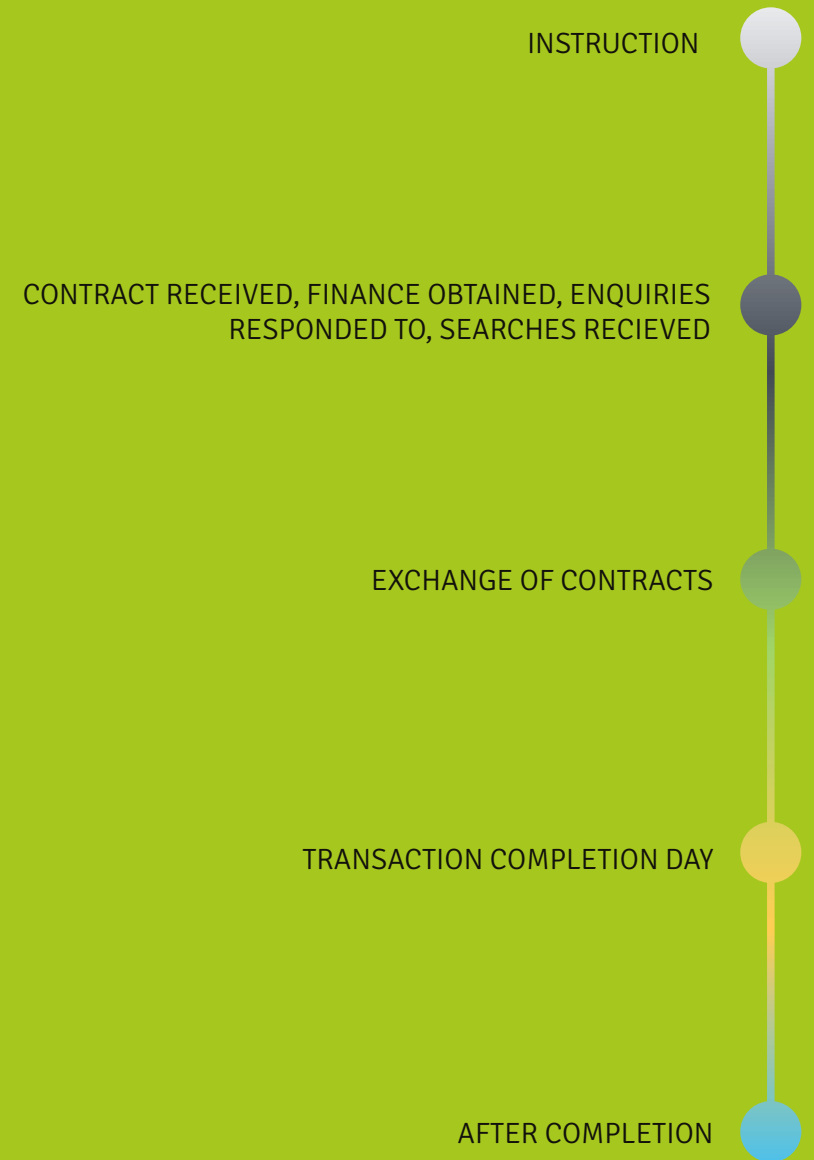 INSTRUCTION
CONTRACT RECEIVED, FINANCE OBTAINED, ENQUIRIES
RESPONDED TO, SEARCHES RECIEVED
EXCHANGE OF CONTRACTS
TRANSACTION COMPLETION DAY
AFTER COMPLETION